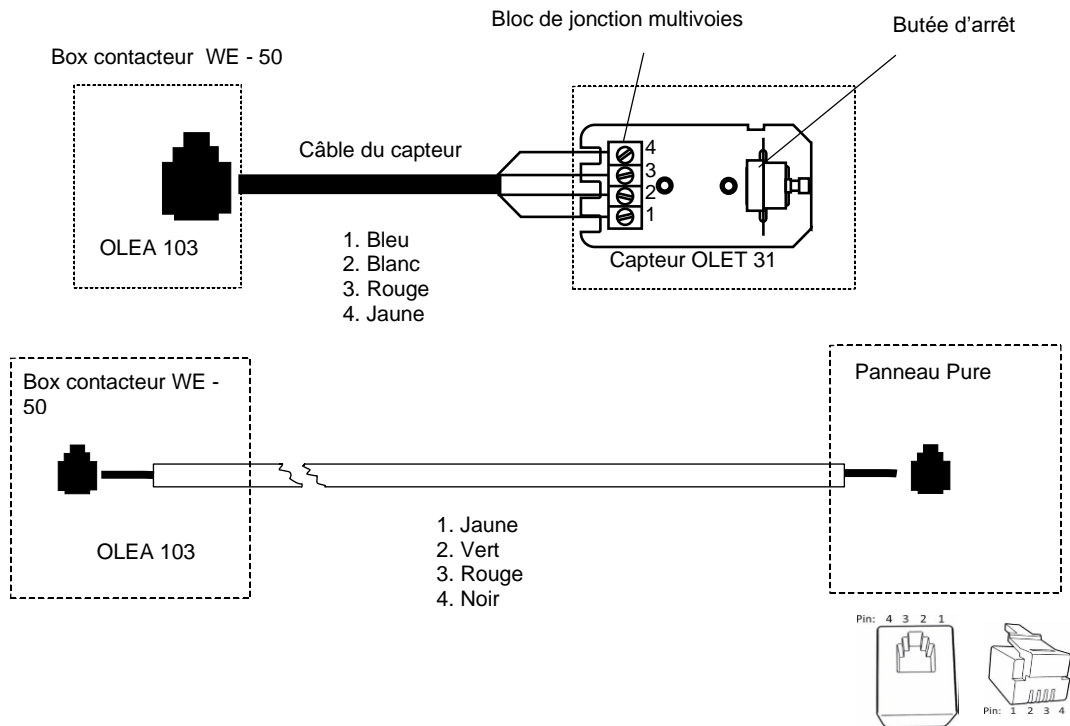 Bloc de jonction multivoies
Butée d’arrêt
Box contacteur WE - 50
Câble du capteur
4
3
2
1
OLEA 103
1. Bleu
2. Blanc
3. Rouge
4. Jaune
Capteur OLET 31
Box contacteur WE -
50
Panneau Pure
OLEA 103
1. Jaune
2. Vert
3. Rouge
4. Noir
Pin: 4 3 2 1
Pin: 1 2 3 4